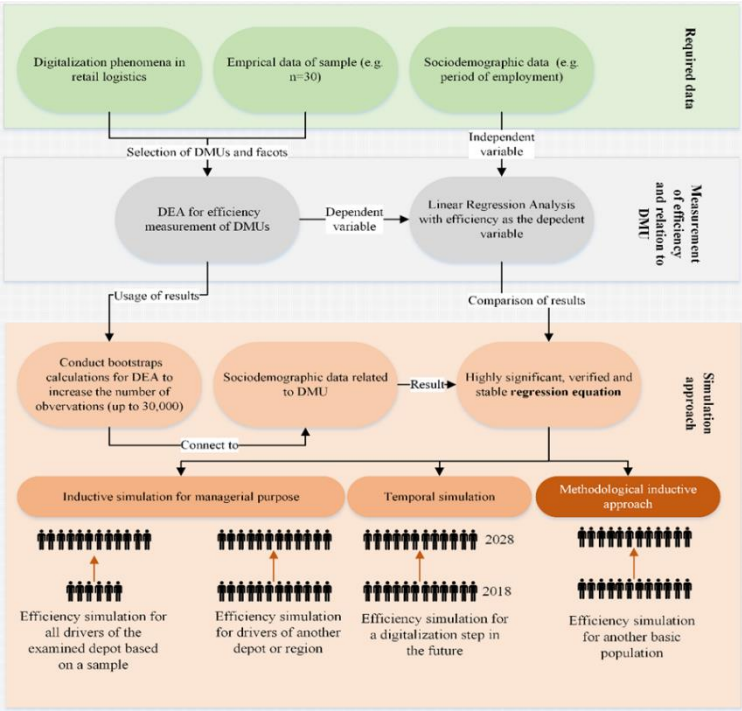 Digitalization phenomena in
retail logistics
Emprical data of sample (e.g.
n=30)
Sociodemographic data (e.g.
period of employment)
Required data
Selection of DMUs and facots
Independent
variable
DEA for efficiency
measurement of DMUs
Dependent
variable
Linear Regression Analysis
with efficiency as the depedent
variable
Measurement
of efficiency
and relation to
DMU
Usage of results
Comparison of results
Conduct bootstraps
calculations for DEA to
increase the number of
obvervations (up to 30,000)
Sociodemographic data related
to DMU
Result
Highly significant, verified and
stable regression equation
Simulation
approach
Connect to
Inductive simulation for managerial purpose
Temporal simulation
Methodological inductive
approach
2028
2018
Efficiency simulation for
all drivers of the
examined depot based
on a sample
Efficiency simulation
for drivers of another
depot or region
Efficiency simulation for
a digitalization step in
the future
Efficiency simulation
for another basic
population